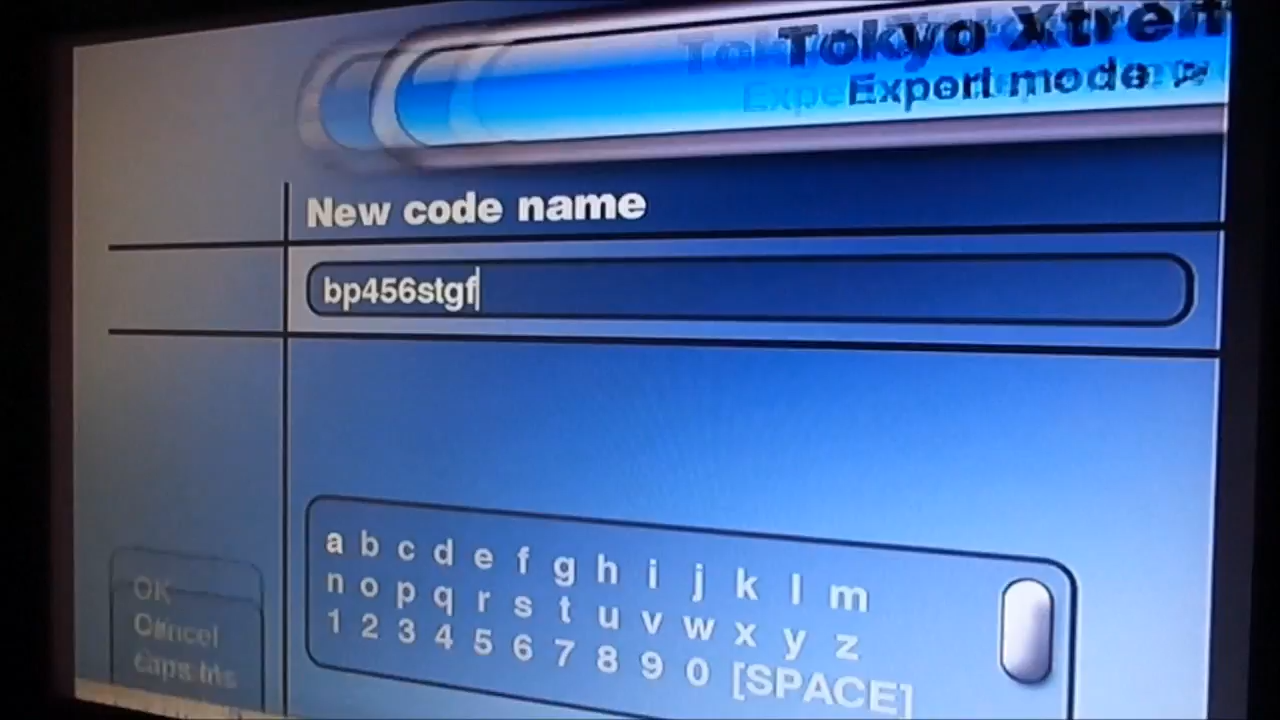 Tokyo Xtrem
Expert mode
New code name
bp456stgf
a b c d e f g h i j k l m
n o p q r s t u v w x y z
1 2 3 4 5 6 7 8 9 0 [SPACE]
OK
Cancel
Caps